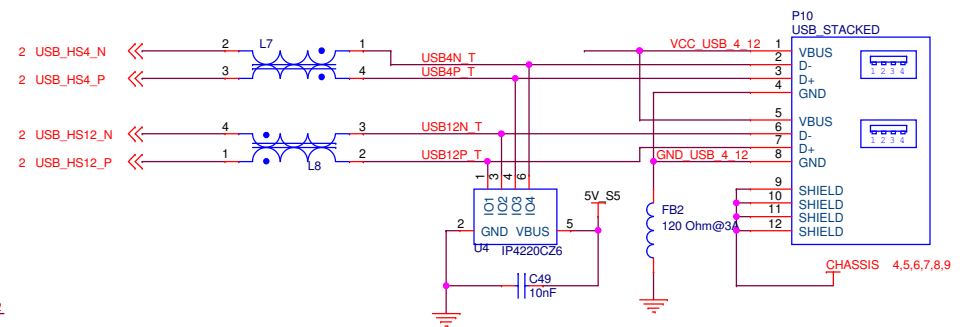 P10
USB_STACKED
2 USB_HS4_N 2 L7 1 VCC_USB_4_12 1 VBUS
USB4N_T 2 D-
2 USB_HS4_P 3 4 USB4P_T 3 D+
4 GND
1 2 3 4
5 VBUS
2 USB_HS12_N 4 3 USB12N_T 6 D-
7 D+
2 USB_HS12_P 1 L8 2 USB12P_T GND_USB_4_12 8 GND
1 2 3 4
1 3 4 6
IO1 IO2 IO3 IO4
9 SHIELD
10 SHIELD
11 SHIELD
12 SHIELD
5V_S5
2 GND VBUS 5
U4 IP4220CZ6
FB2
120 Ohm@3A
CHASSIS 4,5,6,7,8,9
C49
10nF